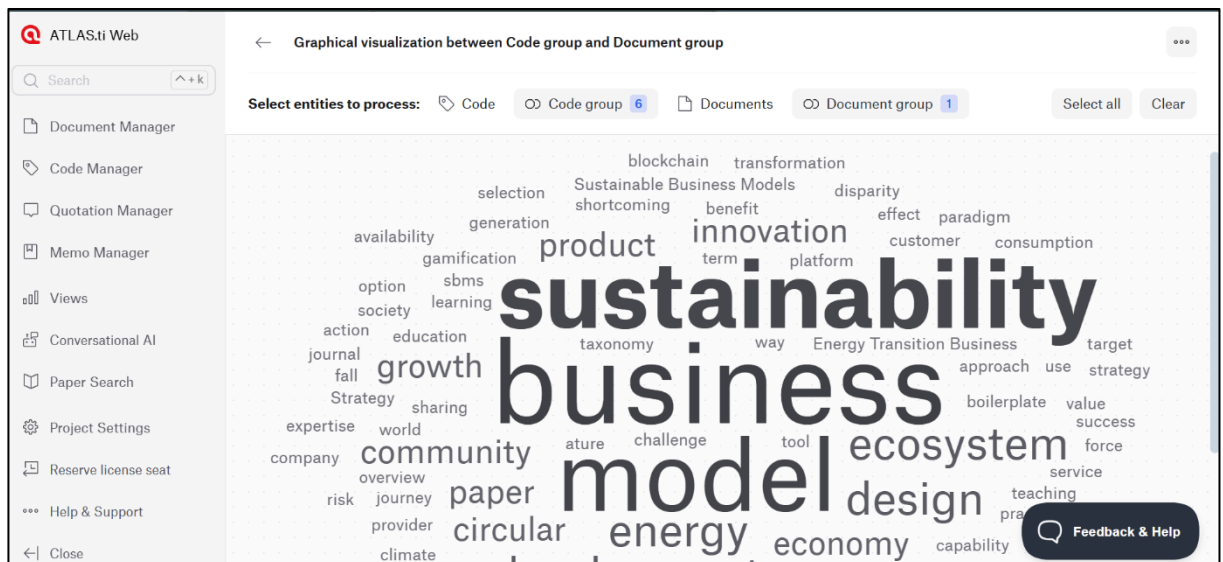 ATLAS.ti Web
Search ^+k
Document Manager
Code Manager
Quotation Manager
Memo Manager
Views
Conversational AI
Paper Search
Project Settings
Reserve license seat
Help & Support
Close
Graphical visualization between Code group and Document group
Select entities to process: Code Code group 6 Documents Document group 1 Select all Clear
blockchain transformation
selection Sustainable Business Models disparity
shortcoming benefit effect paradigm
availability generation product innovation customer consumption
gamification term platform
option sbms
society learning sustainability
action education taxonomy way Energy Transition Business target
journal growth business approach use strategy
fall
Strategy sharing boilerplate value
expertise world success
company community ature challenge tool ecosystem force
overview model service
risk journey paper design teaching
provider circular energy economy capability
climate
Feedback & Help